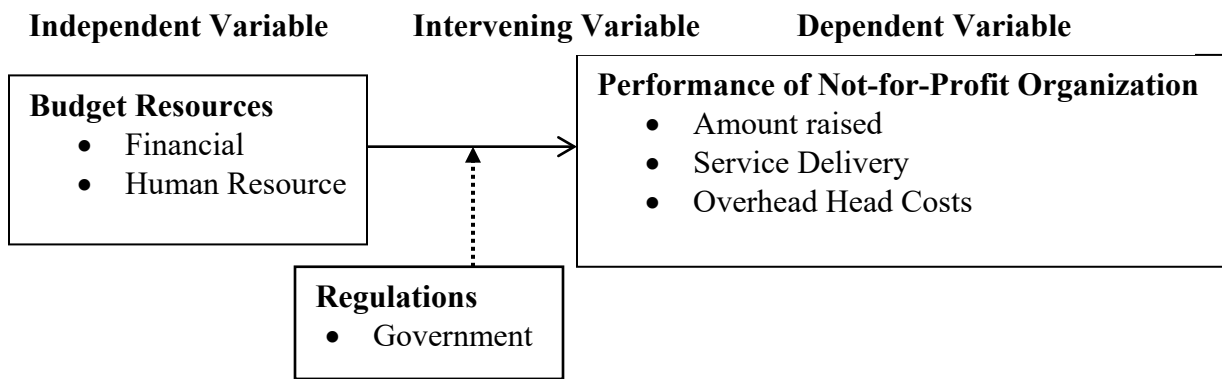 Independent Variable Intervening Variable Dependent Variable
Budget Resources
• Financial
• Human Resource
Performance of Not-for-Profit Organization
• Amount raised
• Service Delivery
• Overhead Head Costs
Regulations
• Government